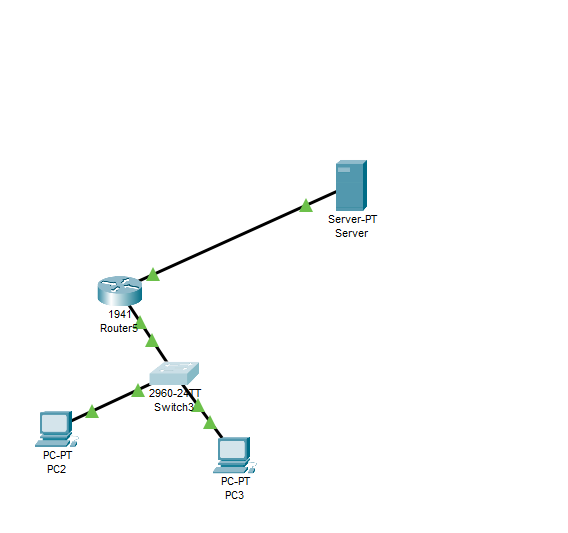 Server-PT
Server
1941
Router5
2960-24TT
Switch3
PC-PT
PC2
PC-PT
PC3